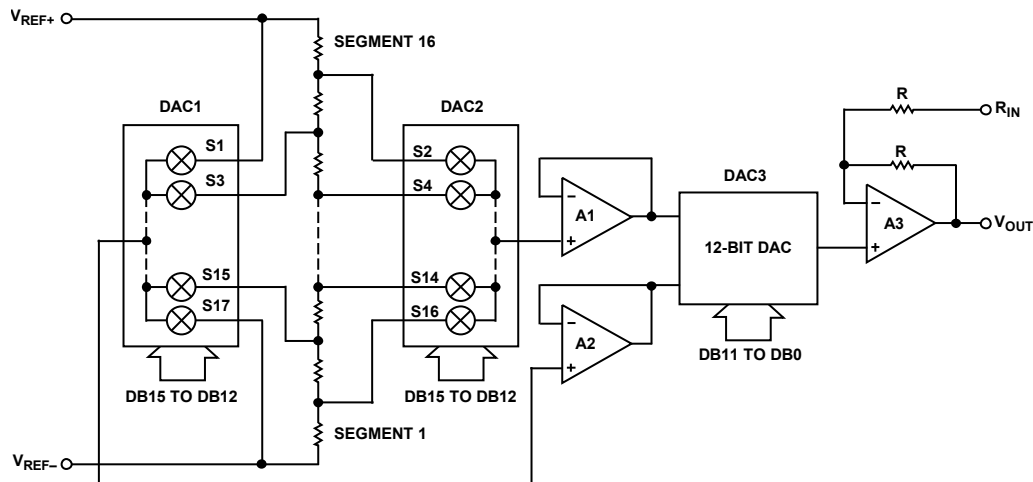 VREF+
SEGMENT 16
DAC1
DAC2
R
RIN
S1
S2
S3
S4
R
DAC3
−
A1
+
−
A3
+
VOUT
12-BIT DAC
S15
S14
S17
S16
−
A2
+
DB15 TO DB12
DB15 TO DB12
DB11 TO DB0
SEGMENT 1
VREF–